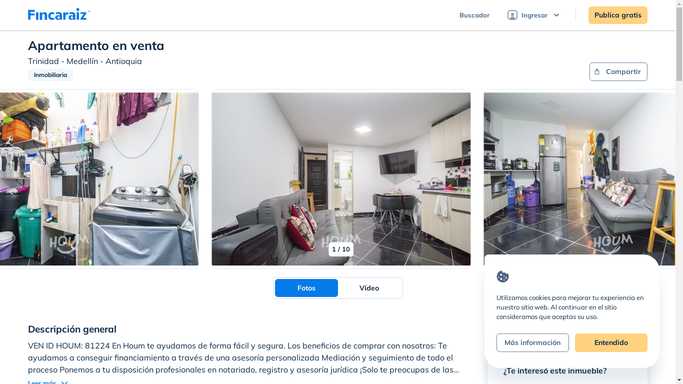 Fincaraiz
Buscador
Ingresar
Publica gratis
Apartamento en venta
Trinidad - Medellín - Antioquia
Inmobiliaria
Compartir
HOUM
HOUM
HOUM
1 / 10
Fotos
Video
Descripción general
VEN ID HOUM: 81224 En Houm te ayudamos de forma fácil y segura. Los beneficios de comprar con nosotros: Te
ayudamos a conseguir financiamiento a través de una asesoría personalizada Mediación y seguimiento de todo el
proceso Ponemos a tu disposición profesionales en notariado, registro y asesoría jurídica ¡Solo te preocupas de las...
Leer más
Utilizamos cookies para mejorar tu experiencia en
nuestro sitio web. Al continuar en el sitio
consideramos que aceptas su uso.
Más información
Entendido
¿Te interesó este inmueble?